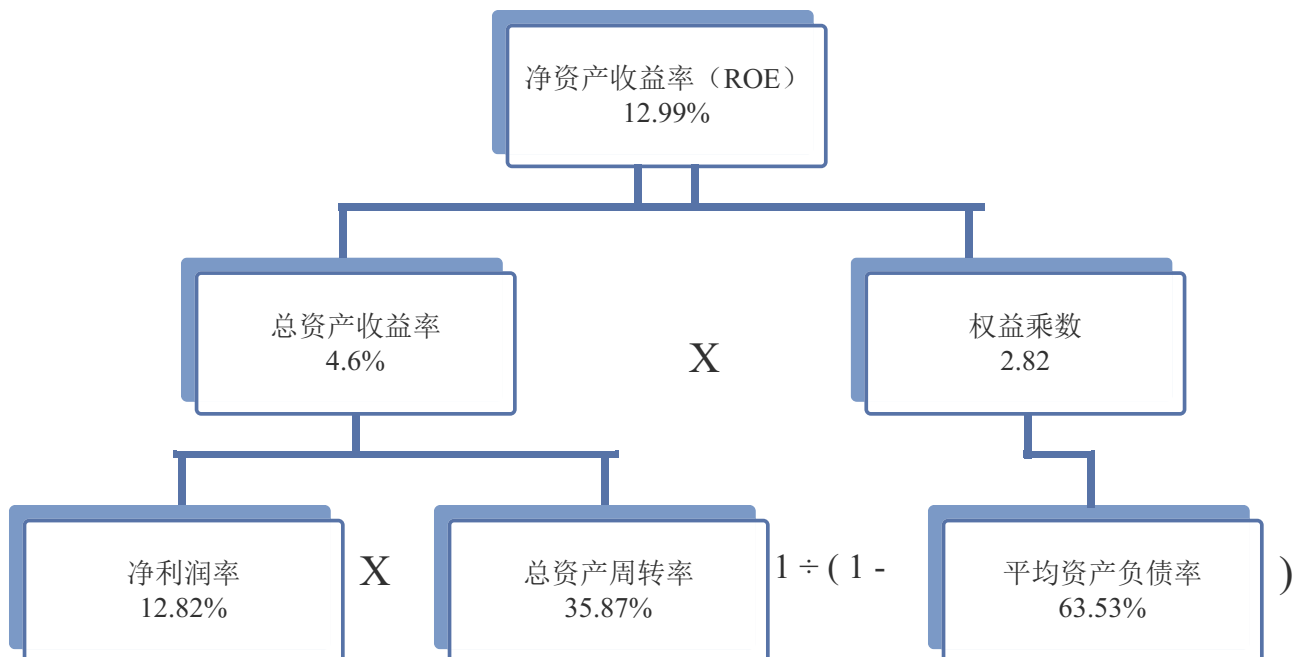 净资产收益率（ROE）
12.99%
总资产收益率
4.6%
X
权益乘数
2.82
净利润率
12.82%
X
总资产周转率
35.87%
1 ÷ ( 1 -
平均资产负债率
63.53%
)